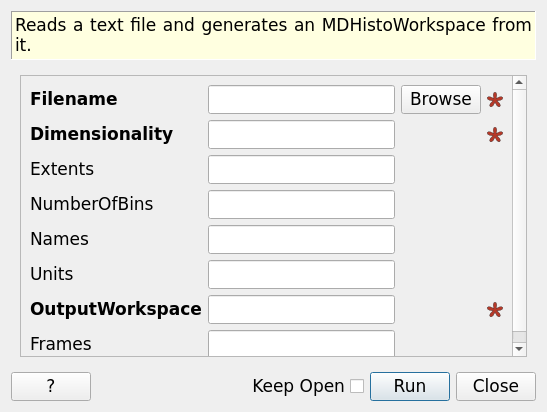 Reads a text file and generates an MDHistoWorkspace from
it.
Filename Browse
Dimensionality
Extents
NumberOfBins
Names
Units
OutputWorkspace
Frames
? Keep Open Run Close